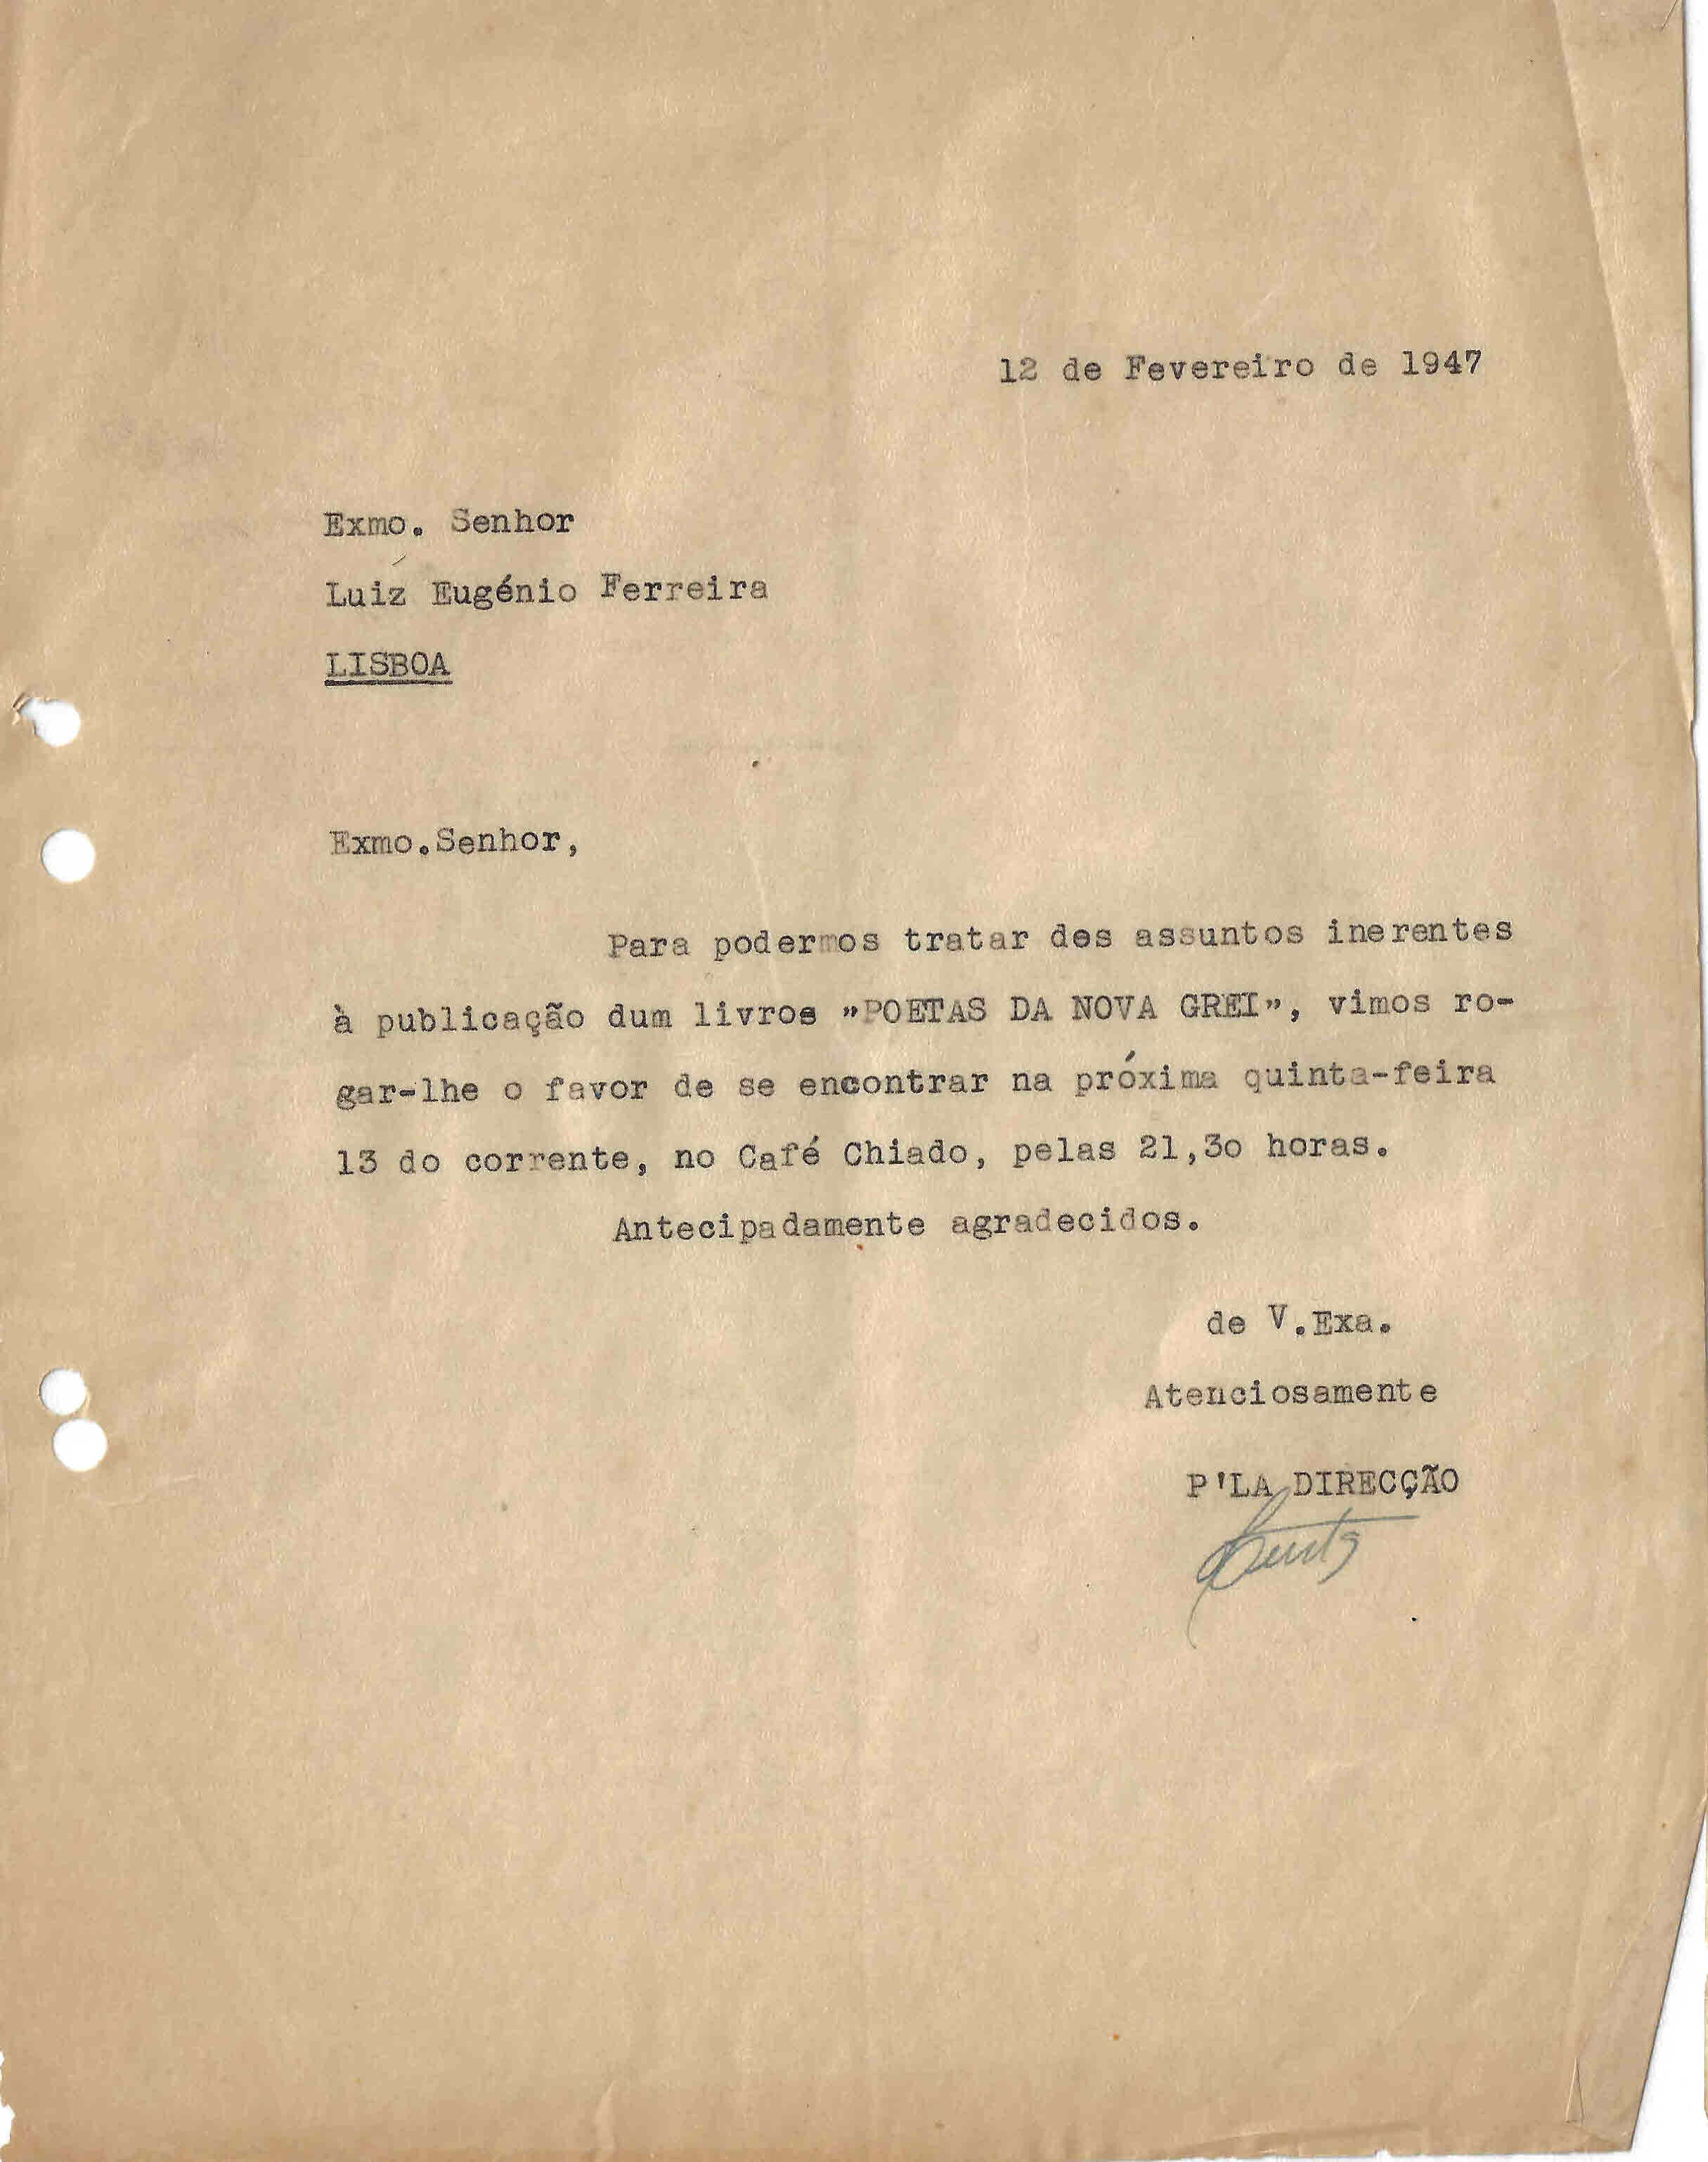 12 de Fevereiro de 1947
Exmo. Senhor
Luiz Eugénio Ferreira
LISBOA
Exmo.Senhor,
Para podermos tratar dos assuntos inerentes
à publicação dum livros "POETAS DA NOVA GREI", vimos ro-
gar-lhe o favor de se encontrar na próxima quinta-feira
13 do corrente, no Café Chiado, pelas 21,3o horas.
Antecipadamente agradecidos.
de V.Exa.
Atenciosamente
P'LA DIRECÇÃO